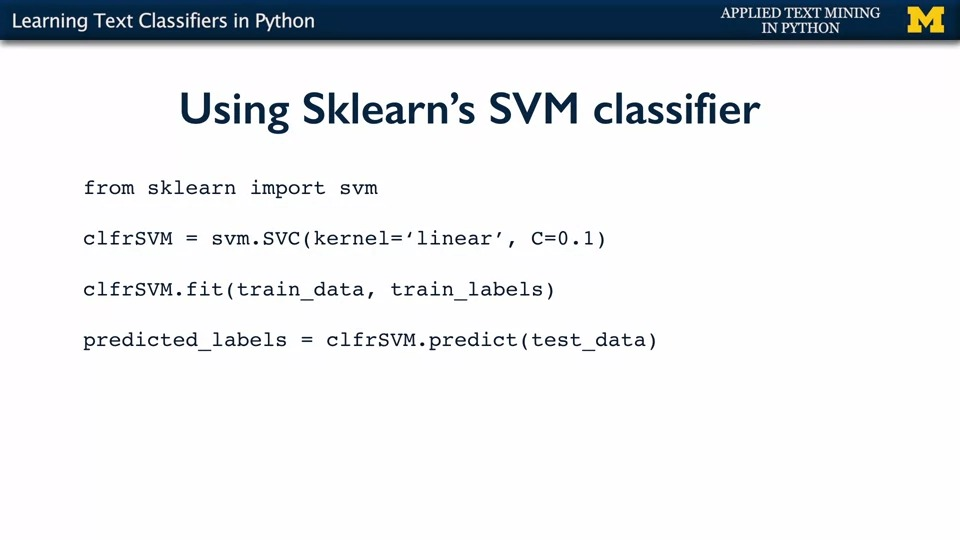 Learning Text Classifiers in Python
APPLIED TEXT MINING
IN PYTHON
M
Using Sklearn’s SVM classifier
from sklearn import svm
clfrSVM = svm.SVC(kernel=‘linear’, C=0.1)
clfrSVM.fit(train_data, train_labels)
predicted_labels = clfrSVM.predict(test_data)